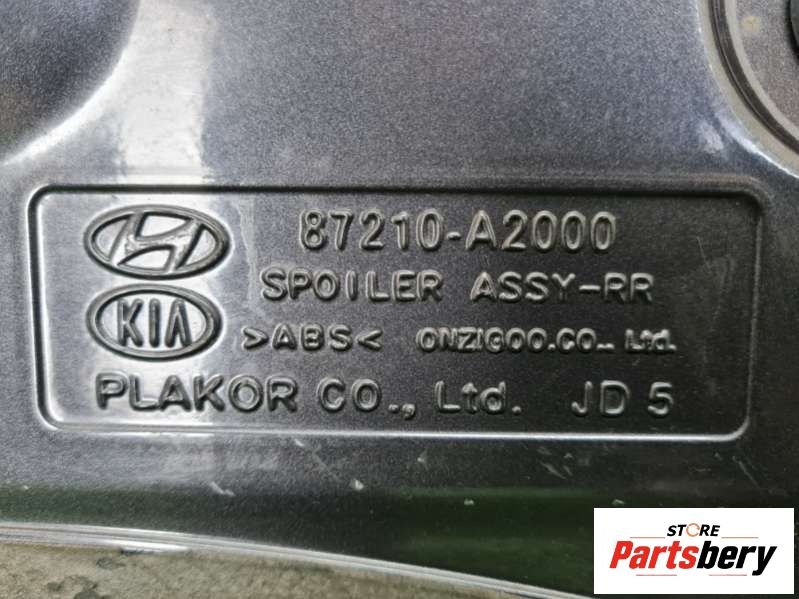 87210-A2000
SPOILER ASSY-RR
KIA
>ABS< ONZIGOO.CO.. Ltd.
PLAKOR CO., Ltd. JD 5
STORE
Partsbery